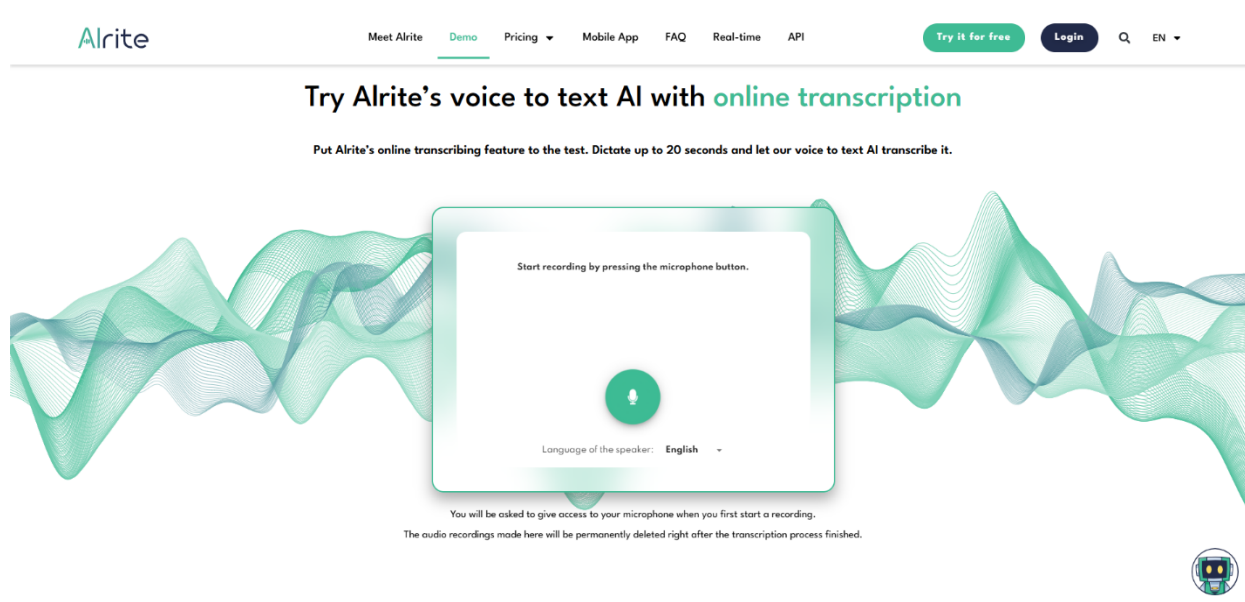 Alrite
Meet Alrite Demo Pricing Mobile App FAQ Real-time API Try it for free Login EN
Try Alrite's voice to text AI with online transcription
Put Alrite's online transcribing feature to the test. Dictate up to 20 seconds and let our voice to text AI transcribe it.
Start recording by pressing the microphone button.
Language of the speaker: English
You will be asked to give access to your microphone when you first start a recording.
The audio recordings made here will be permanently deleted right after the transcription process finished.